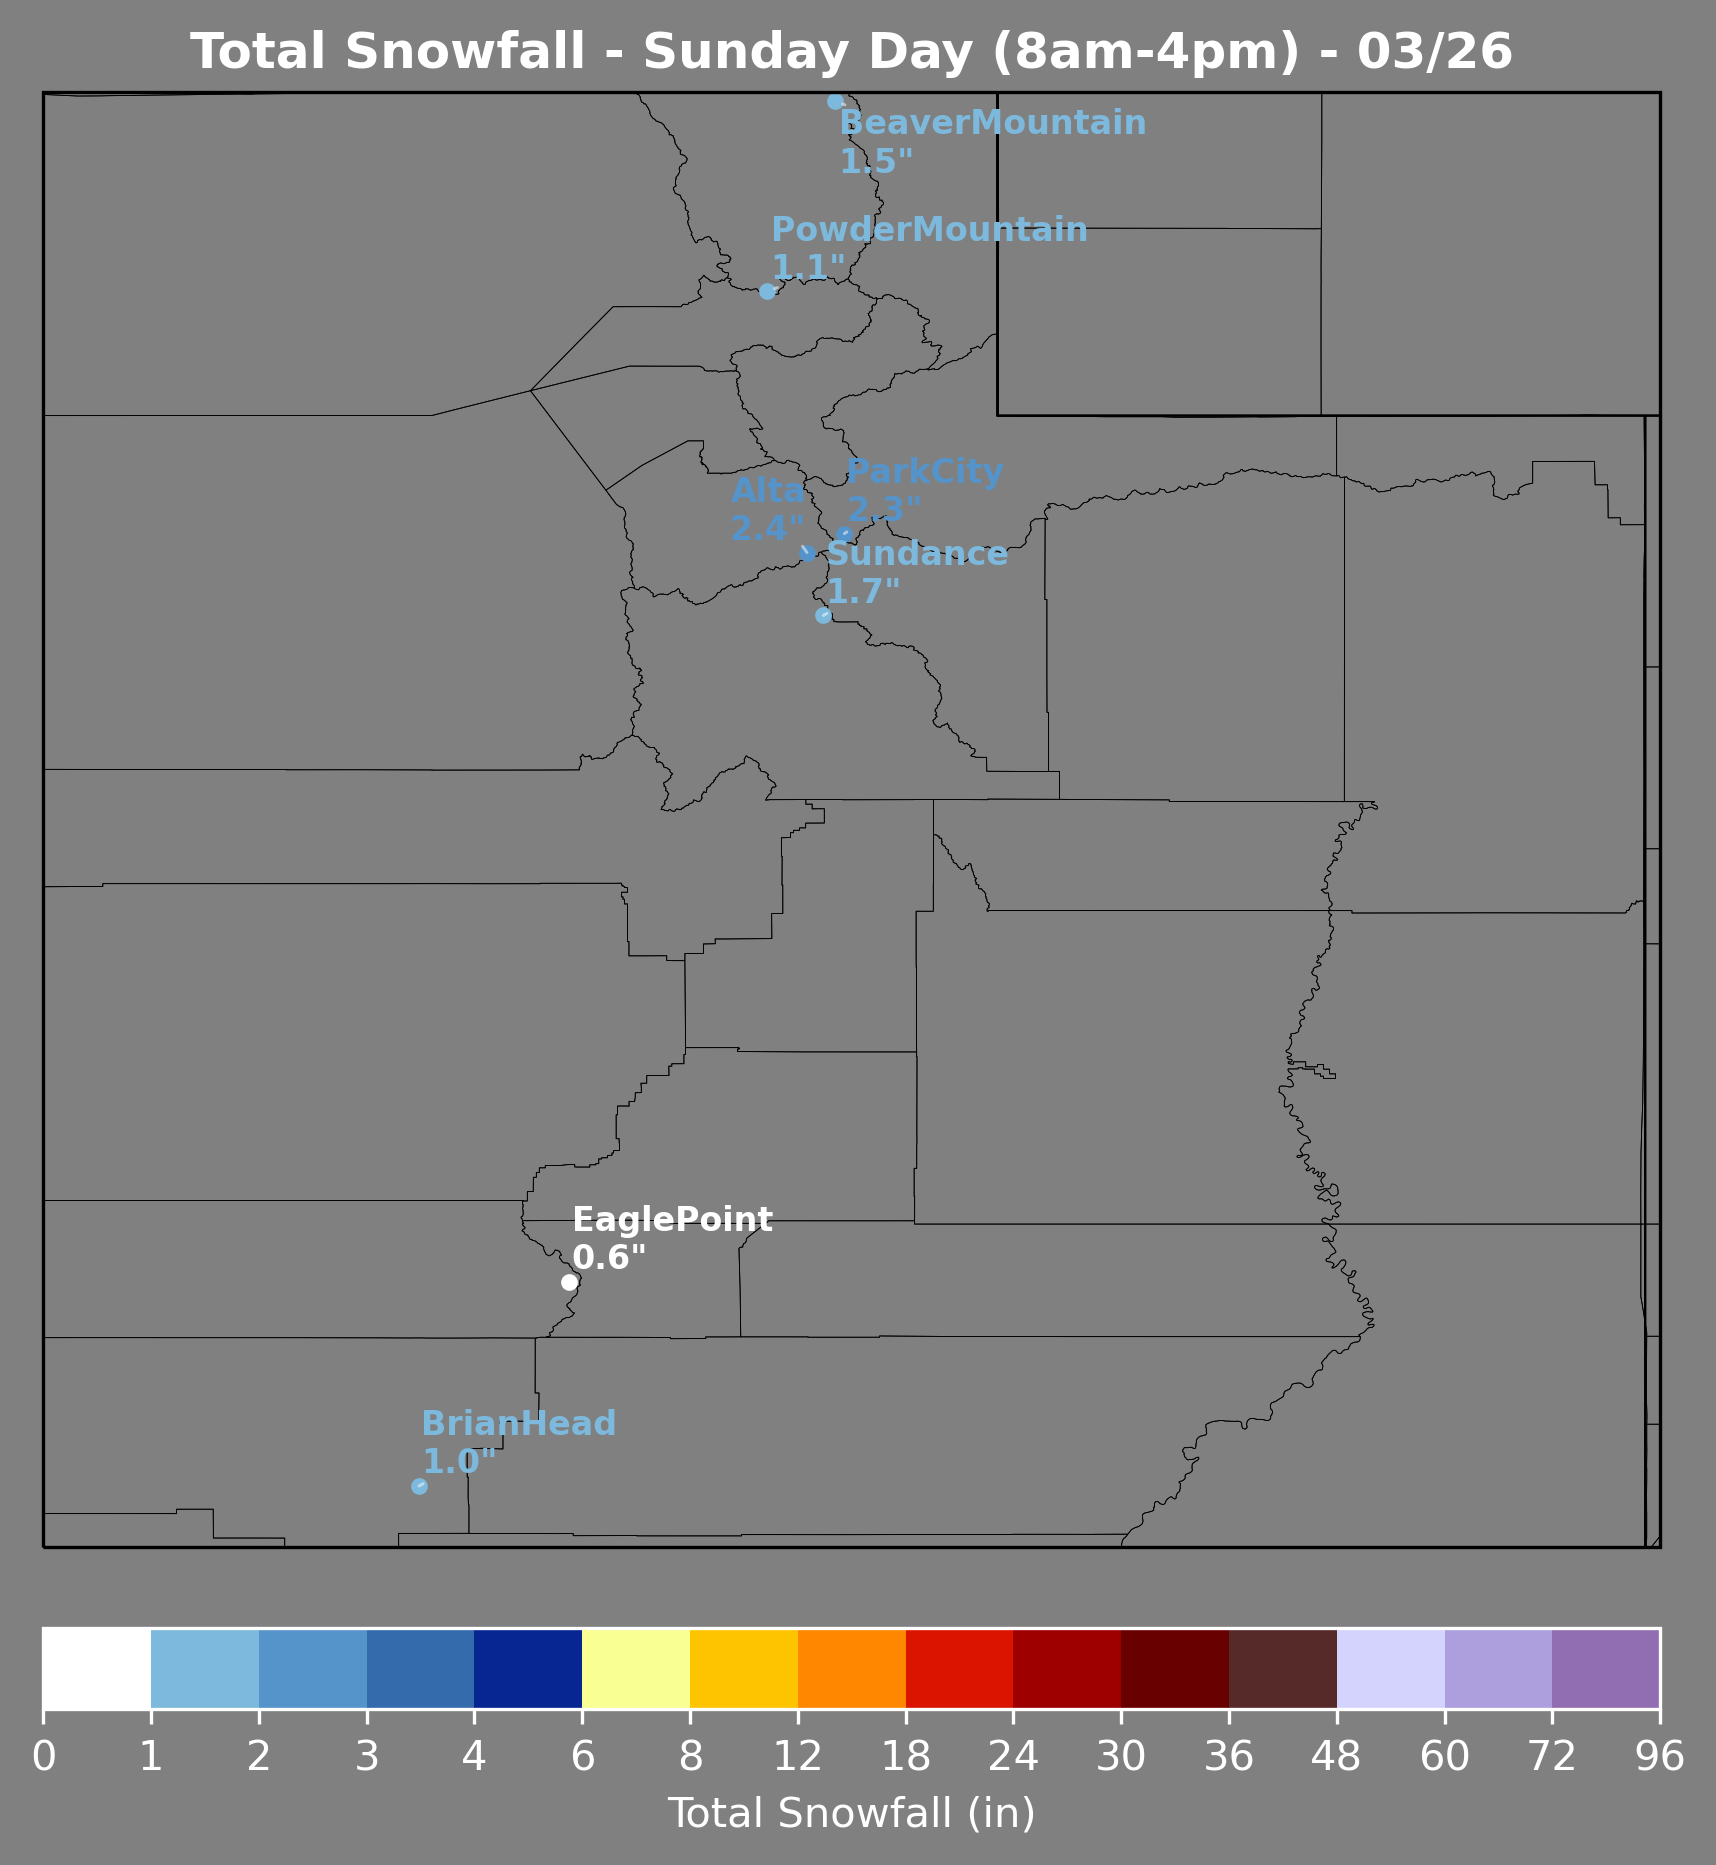 Total Snowfall - Sunday Day (8am-4pm) - 03/26
BeaverMountain
1.5"
PowderMountain
1.1"
ParkCity
2.3"
Alta
2.4"
Sundance
1.7"
EaglePoint
0.6"
BrianHead
1.0"
0 1 2 3 4 6 8 12 18 24 30 36 48 60 72 96
Total Snowfall (in)